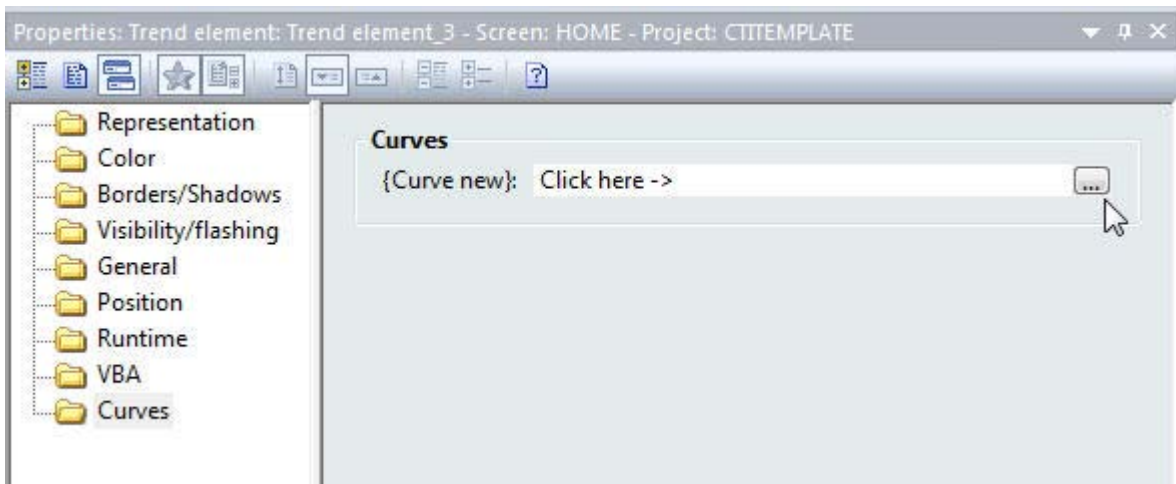 Properties: Trend element: Trend element_3 - Screen: HOME - Project: CTITEMPLATE
Representation
Color
Borders/Shadows
Visibility/flashing
General
Position
Runtime
VBA
Curves
Curves
{Curve new}: Click here -> ...